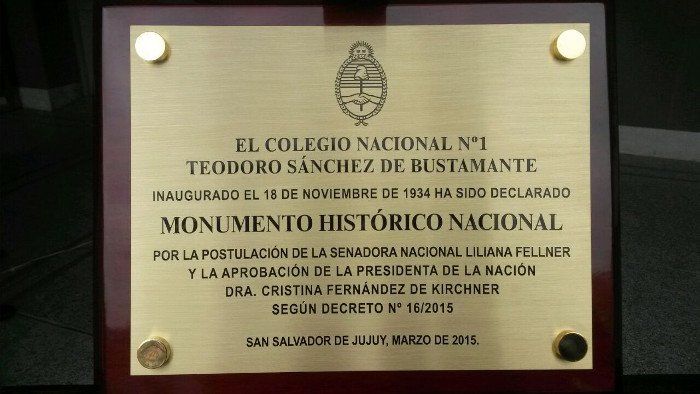 EL COLEGIO NACIONAL Nº1
TEODORO SÁNCHEZ DE BUSTAMANTE
INAUGURADO EL 18 DE NOVIEMBRE DE 1934 HA SIDO DECLARADO
MONUMENTO HISTÓRICO NACIONAL
POR LA POSTULACIÓN DE LA SENADORA NACIONAL LILIANA FELLNER
Y LA APROBACIÓN DE LA PRESIDENTA DE LA NACIÓN
DRA. CRISTINA FERNÁNDEZ DE KIRCHNER
SEGÚN DECRETO Nº 16/2015
SAN SALVADOR DE JUJUY, MARZO DE 2015.